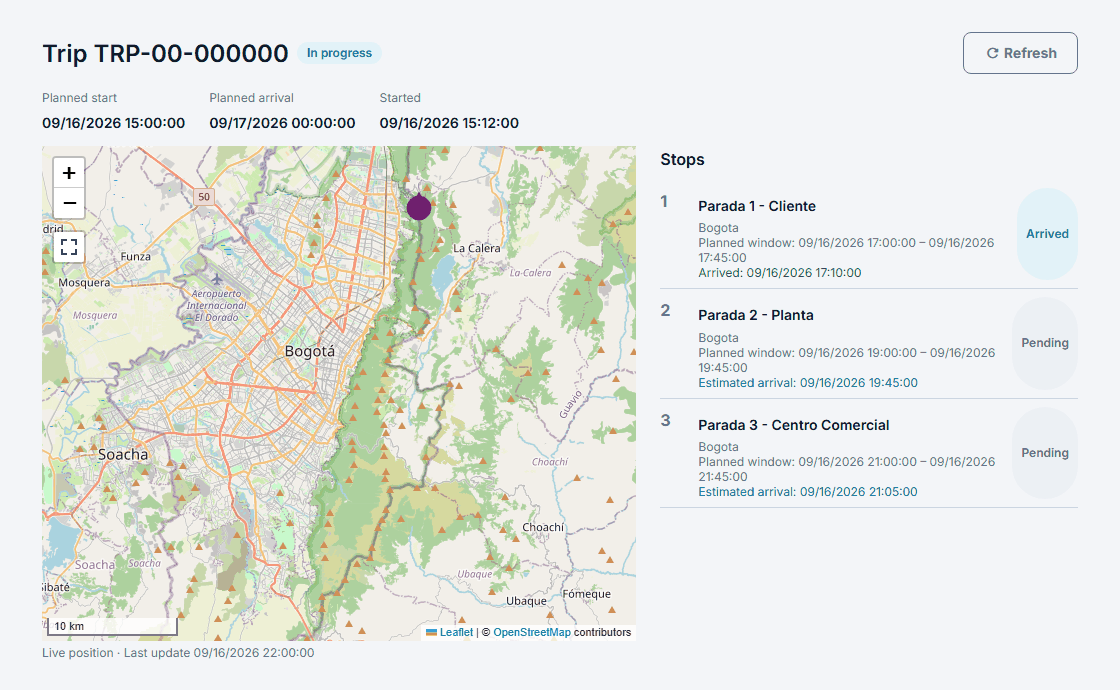 Trip TRP-00-000000
In progress
Refresh
Planned start
Planned arrival
Started
09/16/2026 15:00:00
09/17/2026 00:00:00
09/16/2026 15:12:00
+
−
50
Funza
Mosquera
Mosquera
Aeropuerto
Internacional
El Dorado
La Calera
La Calera
Bogotá
Guavio
Soacha
Choachí
Choachí
Soacha
Soacha
Ubaque
Ubaque
Fómeque
10 km
Leaflet | © OpenStreetMap contributors
Live position · Last update 09/16/2026 22:00:00
Stops
1
Parada 1 - Cliente
Bogota
Planned window: 09/16/2026 17:00:00 – 09/16/2026
17:45:00
Arrived: 09/16/2026 17:10:00
Arrived
2
Parada 2 - Planta
Bogota
Planned window: 09/16/2026 19:00:00 – 09/16/2026
19:45:00
Estimated arrival: 09/16/2026 19:45:00
Pending
3
Parada 3 - Centro Comercial
Bogota
Planned window: 09/16/2026 21:00:00 – 09/16/2026
21:45:00
Estimated arrival: 09/16/2026 21:05:00
Pending